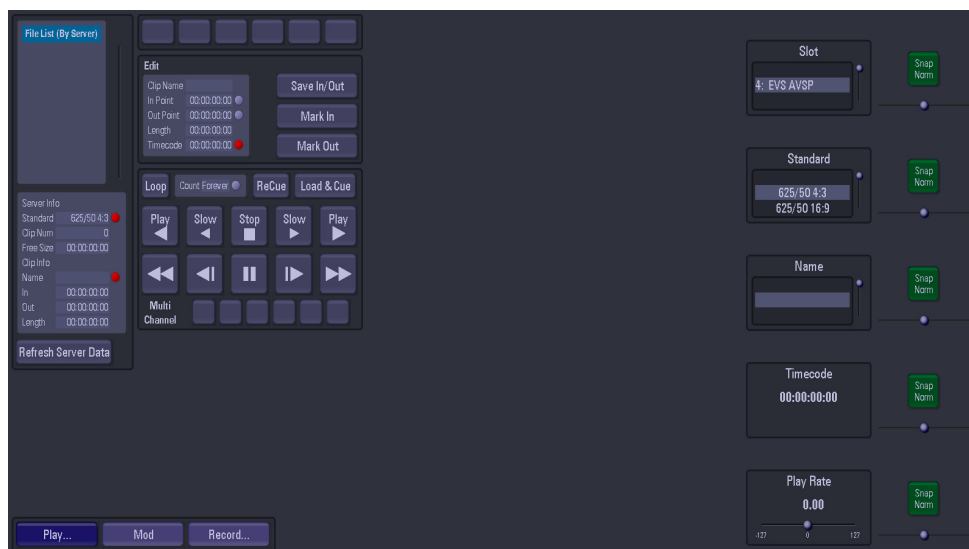 File List (By Server)
Server Info
Standard 625/50 4:3
Clip Num 0
Free Size 00:00:00:00
Clip Info
Name
In 00:00:00:00
Out 00:00:00:00
Length 00:00:00:00
Refresh Server Data
Edit
Clip Name
In Point 00:00:00:00
Out Point 00:00:00:00
Length 00:00:00:00
Timecode 00:00:00:00
Save In/Out
Mark In
Mark Out
Loop Count Forever ReCue Load & Cue
Play Slow Stop Slow Play
Multi
Channel
Slot
4: EVS AVSP
Snap
Norm
Standard
625/50 4:3
625/50 16:9
Snap
Norm
Name
Snap
Norm
Timecode
00:00:00:00
Snap
Norm
Play Rate
0.00
-127 0 127
Snap
Norm
Play... Mod Record...